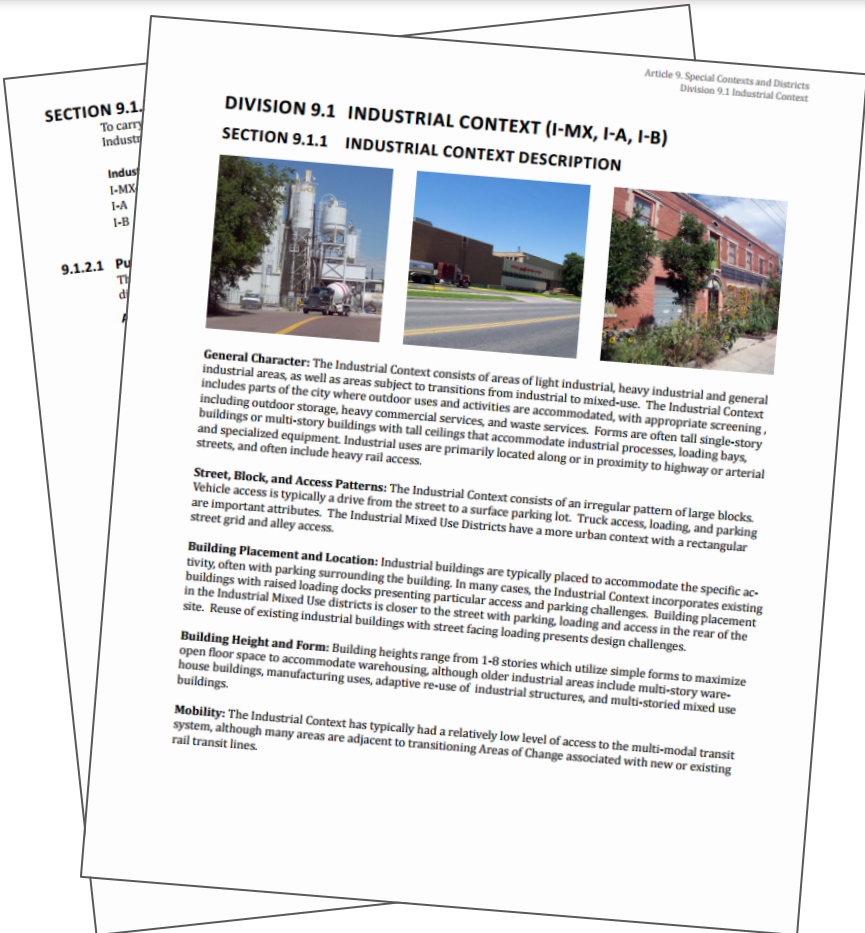 Article 9. Special Contexts and Districts
Division 9.1 Industrial Context
DIVISION 9.1 INDUSTRIAL CONTEXT (I-MX, I-A, I-B)
SECTION 9.1.1 INDUSTRIAL CONTEXT DESCRIPTION
General Character: The Industrial Context consists of areas of light industrial, heavy industrial and general
industrial areas, as well as areas subject to transitions from industrial to mixed-use. The Industrial Context
includes parts of the city where outdoor uses and activities are accommodated, with appropriate screening ,
including outdoor storage, heavy commercial services, and waste services. Forms are often tall single-story
buildings or multi-story buildings with tall ceilings that accommodate industrial processes, loading bays,
and specialized equipment. Industrial uses are primarily located along or in proximity to highway or arterial
streets, and often include heavy rail access.
Street, Block, and Access Patterns: The Industrial Context consists of an irregular pattern of large blocks.
Vehicle access is typically a drive from the street to a surface parking lot. Truck access, loading, and parking
are important attributes. The Industrial Mixed Use Districts have a more urban context with a rectangular
street grid and alley access.
Building Placement and Location: Industrial buildings are typically placed to accommodate the specific ac-
tivity, often with parking surrounding the building. In many cases, the Industrial Context incorporates existing
buildings with raised loading docks presenting particular access and parking challenges. Building placement
in the Industrial Mixed Use districts is closer to the street with parking, loading and access in the rear of the
site. Reuse of existing industrial buildings with street facing loading presents design challenges.
Building Height and Form: Building heights range from 1-8 stories which utilize simple forms to maximize
open floor space to accommodate warehousing, although older industrial areas include multi-story ware-
house buildings, manufacturing uses, adaptive re-use of industrial structures, and multi-storied mixed use
buildings.
Mobility: The Industrial Context has typically had a relatively low level of access to the multi-modal transit
system, although many areas are adjacent to transitioning Areas of Change associated with new or existing
rail transit lines.
SECTION 9.1.
To carry
Industr
Indus
I-MX
I-A
I-B
9.1.2.1 Pu
Th
di